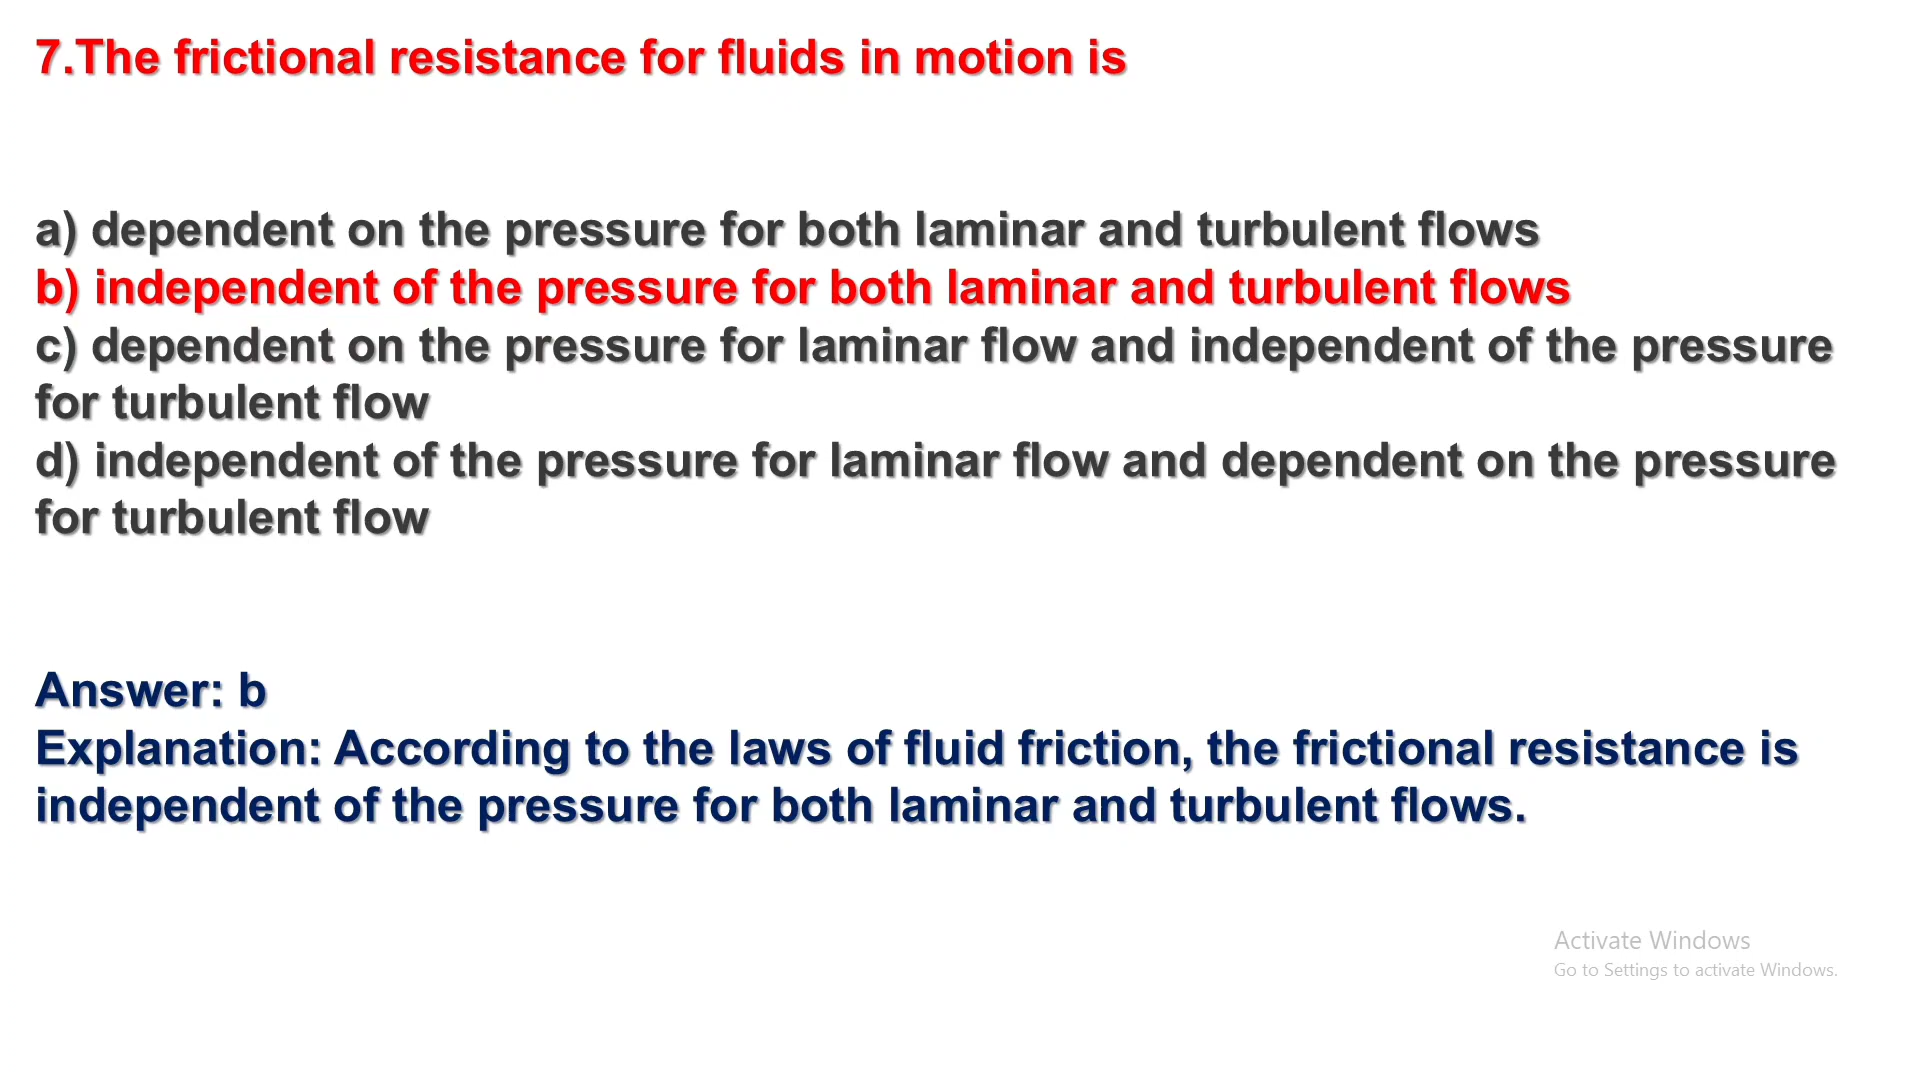 7.The frictional resistance for fluids in motion is
a) dependent on the pressure for both laminar and turbulent flows
b) independent of the pressure for both laminar and turbulent flows
c) dependent on the pressure for laminar flow and independent of the pressure
for turbulent flow
d) independent of the pressure for laminar flow and dependent on the pressure
for turbulent flow
Answer: b
Explanation: According to the laws of fluid friction, the frictional resistance is
independent of the pressure for both laminar and turbulent flows.
Activate Windows
Go to Settings to activate Windows.